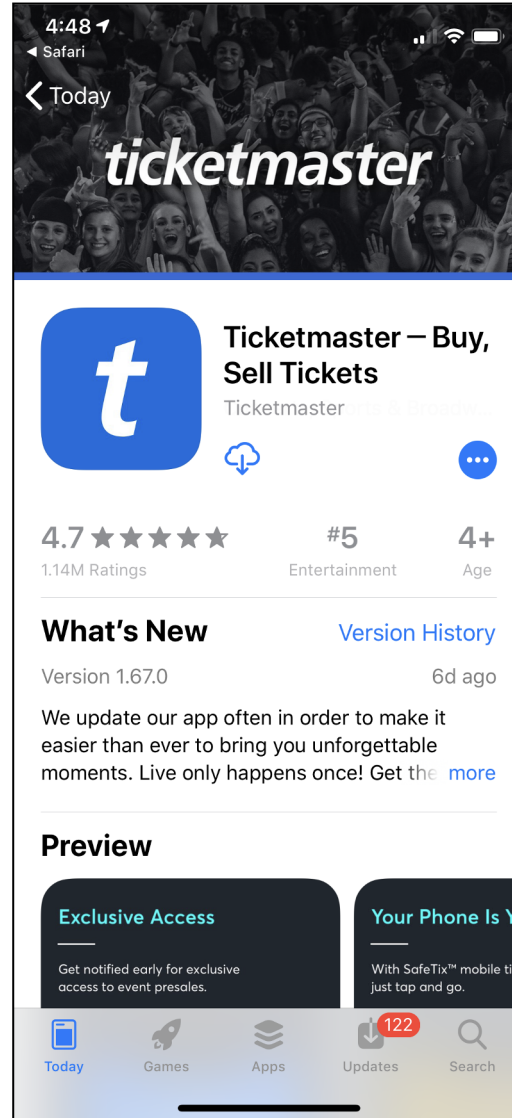 4:48
Safari
Today
ticketmaster
t
Ticketmaster – Buy,
Sell Tickets
Ticketmaster
4.7
#5
4+
1.14M Ratings
Entertainment
Age
What's New
Version History
Version 1.67.0
6d ago
We update our app often in order to make it
easier than ever to bring you unforgettable
moments. Live only happens once! Get the more
Preview
Exclusive Access
Get notified early for exclusive
access to event presales.
Your Phone Is Y
With SafeTix™ mobile ti
just tap and go.
122
Today
Games
Apps
Updates
Search